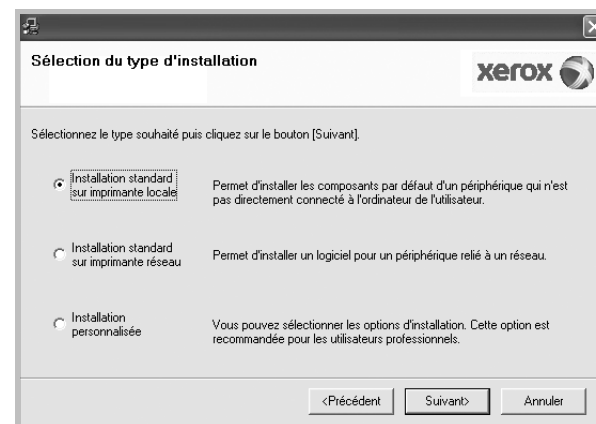 Sélection du type d'installation
xerox
Sélectionnez le type souhaité puis cliquez sur le bouton [Suivant].
Installation standard
sur imprimante locale
Permet d'installer les composants par défaut d'un périphérique qui n'est
pas directement connecté à l'ordinateur de l'utilisateur.
Installation standard
sur imprimante réseau
Permet d'installer un logiciel pour un périphérique relié à un réseau.
Installation
personnalisée
Vous pouvez sélectionner les options d'installation. Cette option est
recommandée pour les utilisateurs professionnels.
<Précédent
Suivant>
Annuler